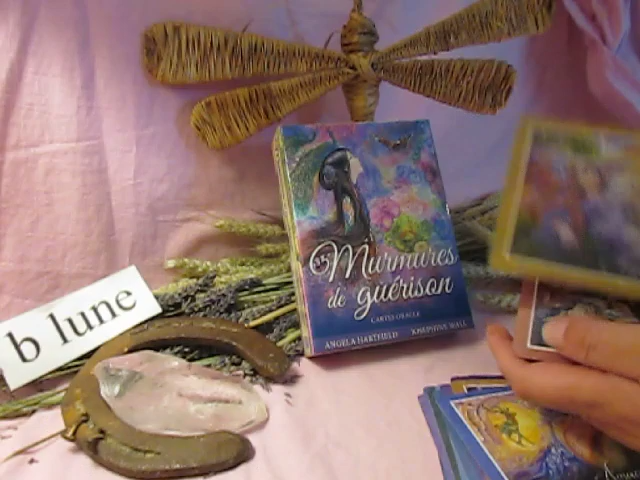 b lune
Murmures
de guérison
CARTES ORACLE
ANGELA HARTFIELD JOSEPHINE WALL